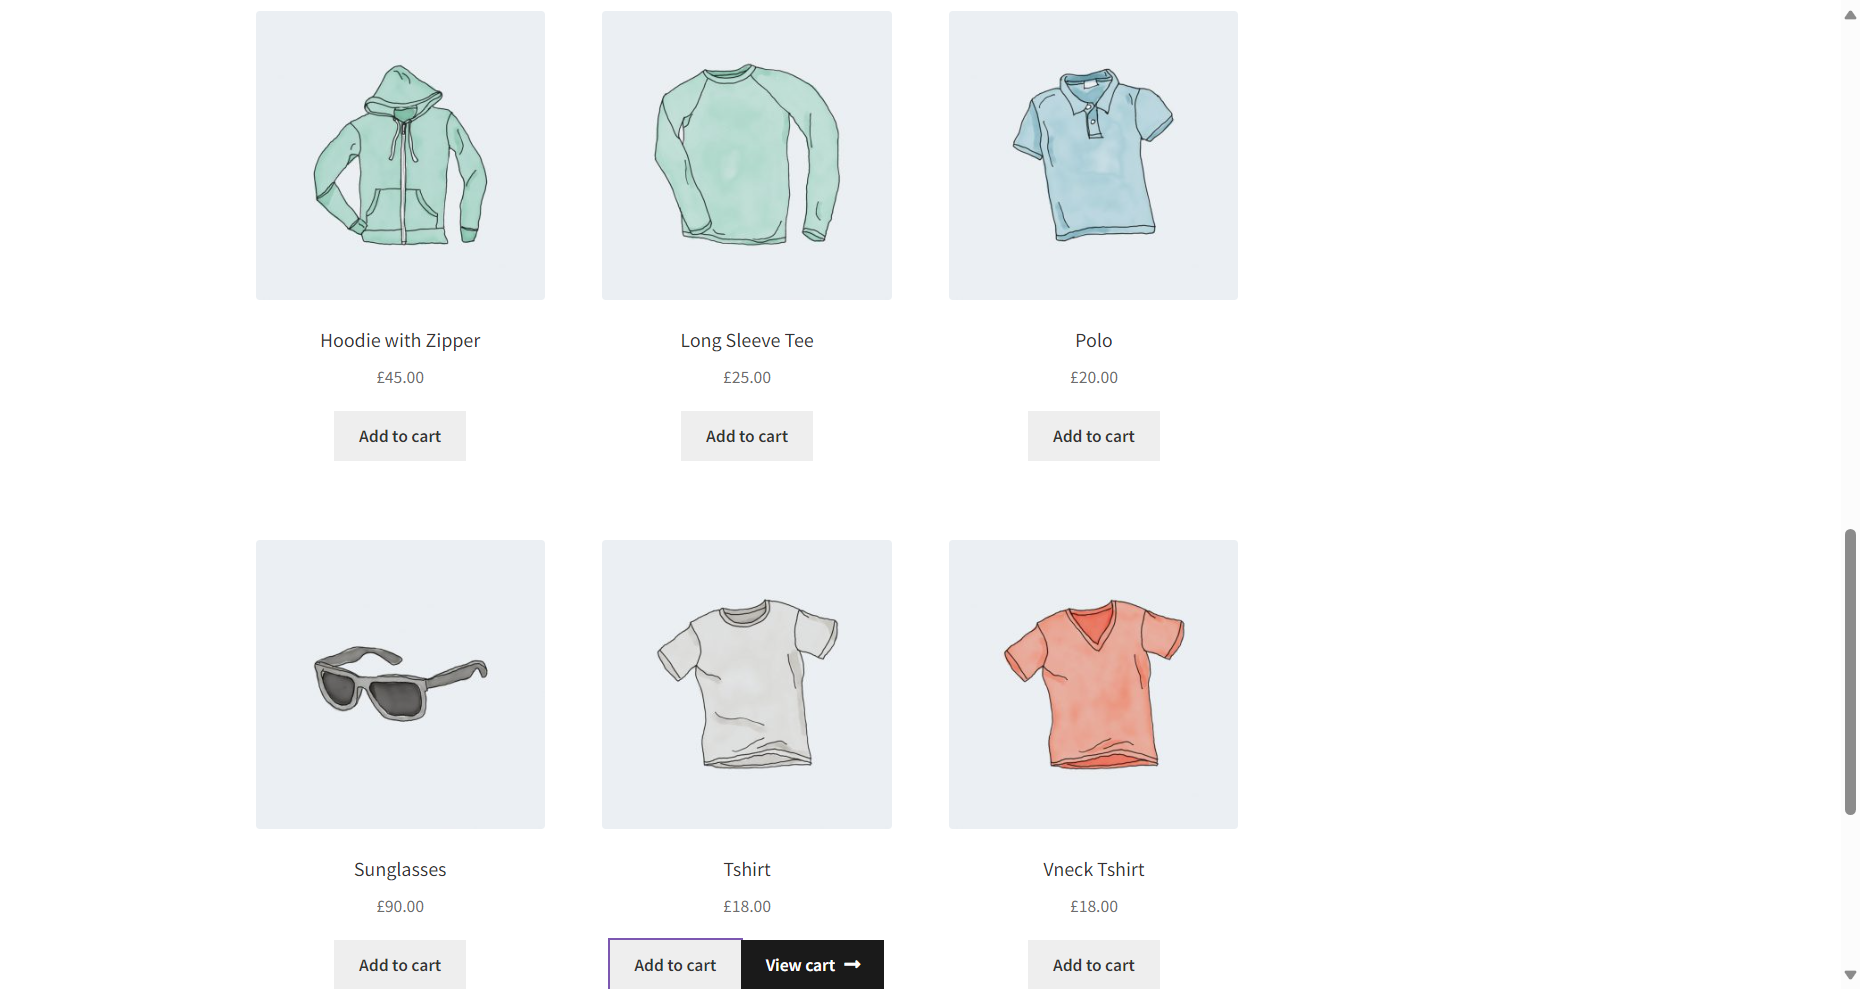 Hoodie with Zipper
£45.00
Add to cart
Long Sleeve Tee
£25.00
Add to cart
Polo
£20.00
Add to cart
Sunglasses
£90.00
Add to cart
Tshirt
£18.00
Add to cart
View cart
Vneck Tshirt
£18.00
Add to cart